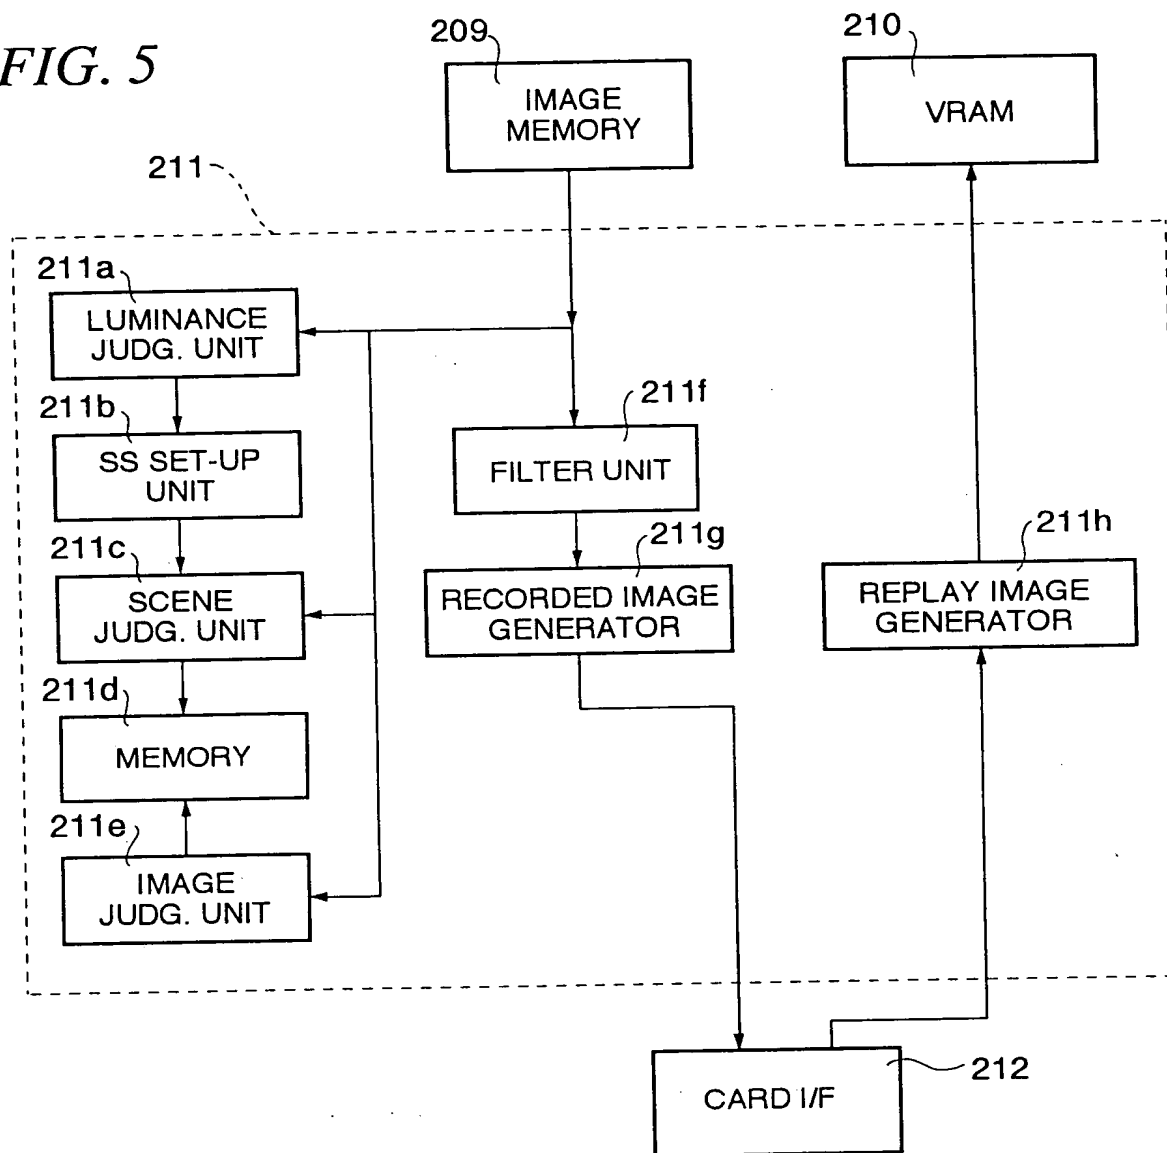 FIG. 5
209
IMAGE
MEMORY
210
VRAM
211
211a
LUMINANCE
JUDG. UNIT
211b
SS SET-UP
UNIT
211c
SCENE
JUDG. UNIT
211d
MEMORY
211e
IMAGE
JUDG. UNIT
211f
FILTER UNIT
211g
RECORDED IMAGE
GENERATOR
211h
REPLAY IMAGE
GENERATOR
212
CARD I/F